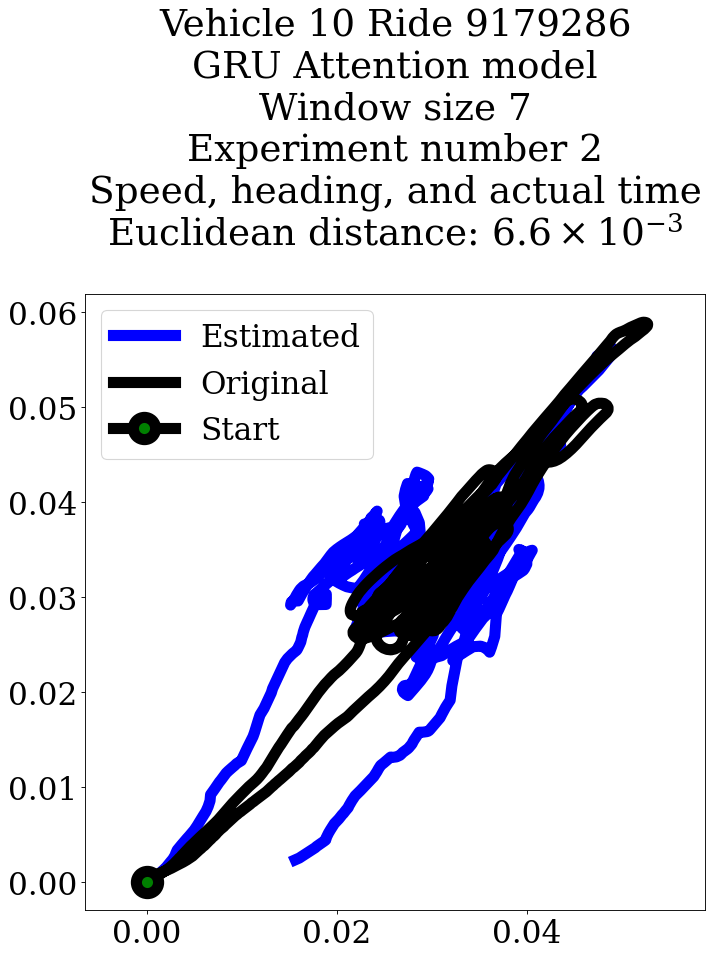 Vehicle 10 Ride 9179286
GRU Attention model
Window size 7
Experiment number 2
Speed, heading, and actual time
Euclidean distance: 6.6 × 10⁻³
Estimated
Original
Start
0.06
0.05
0.04
0.03
0.02
0.01
0.00
0.00 0.02 0.04